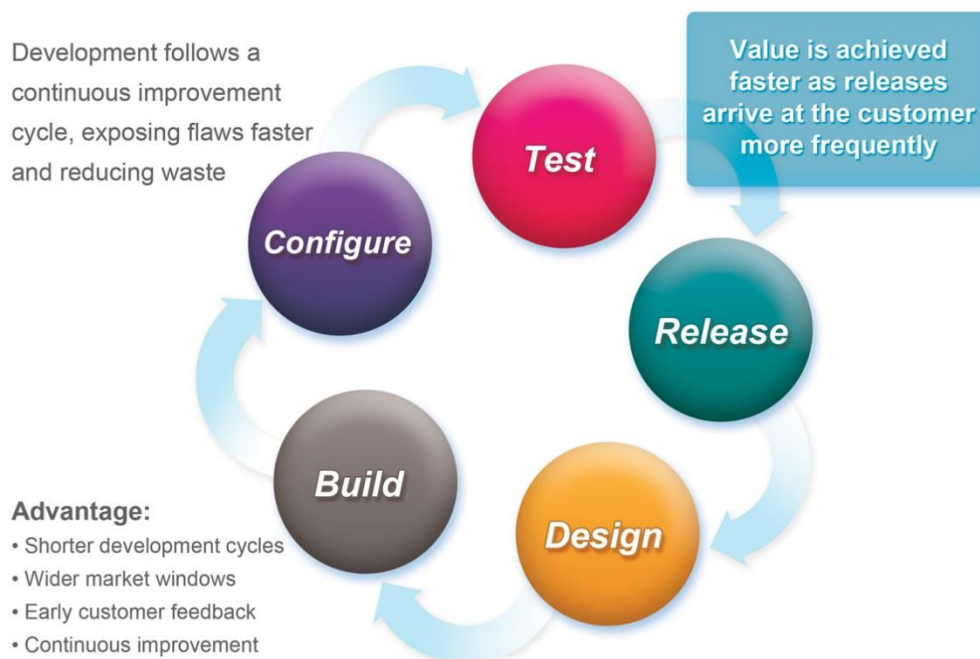 Development follows a
continuous improvement
cycle, exposing flaws faster
and reducing waste
Value is achieved
faster as releases
arrive at the customer
more frequently
Test
Configure
Release
Build
Design
Advantage:
• Shorter development cycles
• Wider market windows
• Early customer feedback
• Continuous improvement